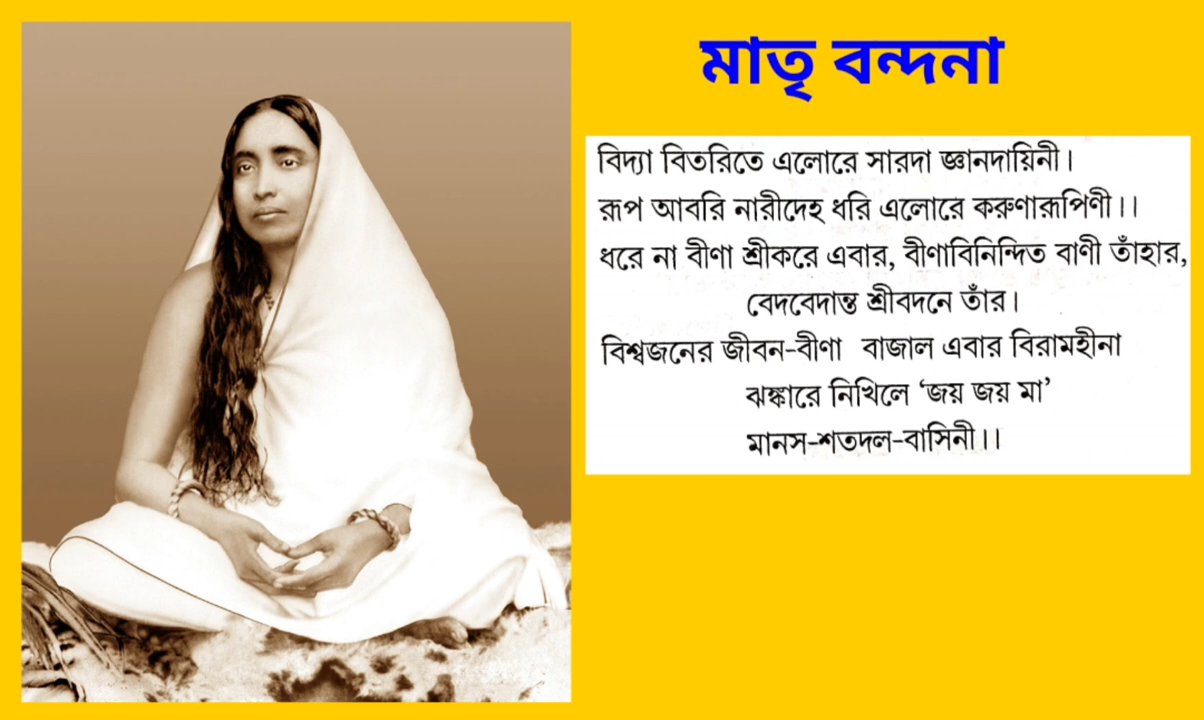 মাতৃ বন্দনা
বিদ্যা বিতরিতে এলোরে সারদা জ্ঞানদায়িনী।
রূপ আবরি নারীদেহ ধরি এলোরে করুণারূপিণী।।
ধরে না বীণা শ্রীকরে এবার, বীণাবিনিন্দিত বাণী তাঁহার,
বেদবেদান্ত শ্রীবদনে তাঁর।
বিশ্বজনের জীবন-বীণা বাজাল এবার বিরামহীনা
ঝঙ্কারে নিখিলে ‘জয় জয় মা’
মানস-শতদল-বাসিনী।।